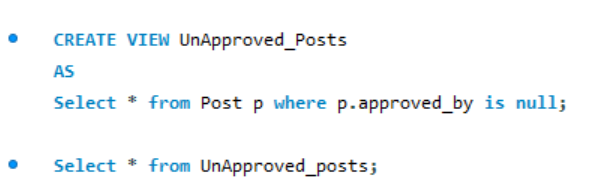 CREATE VIEW UnApproved_Posts
AS
Select * from Post p where p.approved_by is null;
Select * from UnApproved_posts;